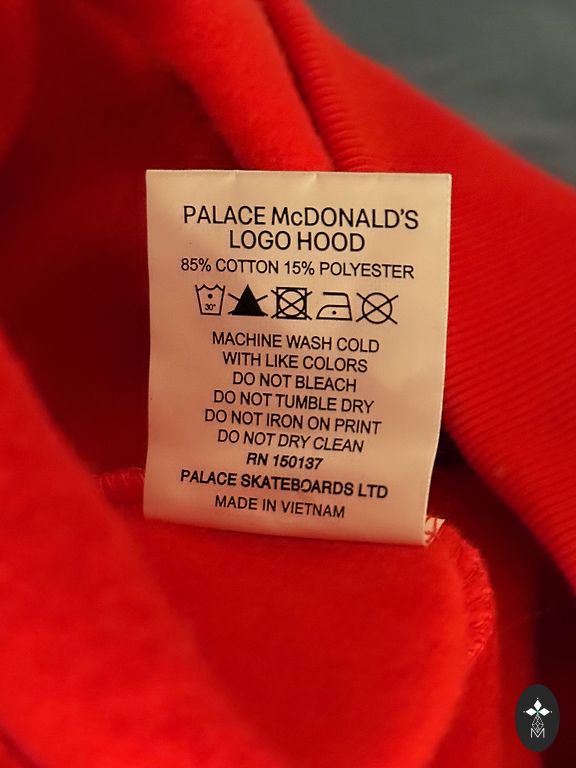 PALACE McDONALD'S
LOGO HOOD
85% COTTON 15% POLYESTER
30°
MACHINE WASH COLD
WITH LIKE COLORS
DO NOT BLEACH
DO NOT TUMBLE DRY
DO NOT IRON ON PRINT
DO NOT DRY CLEAN
RN 150137
PALACE SKATEBOARDS LTD
MADE IN VIETNAM